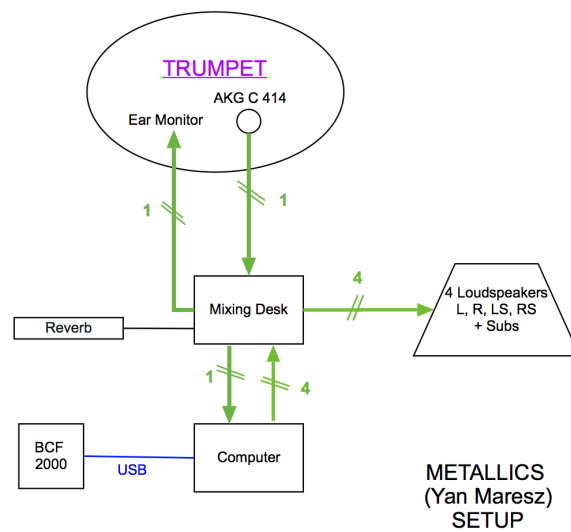 TRUMPET
AKG C 414
Ear Monitor
1
1
Mixing Desk
4
4 Loudspeakers
L, R, LS, RS
+ Subs
Reverb
1
4
BCF
2000
USB
Computer
METALLICS
(Yan Maresz)
SETUP